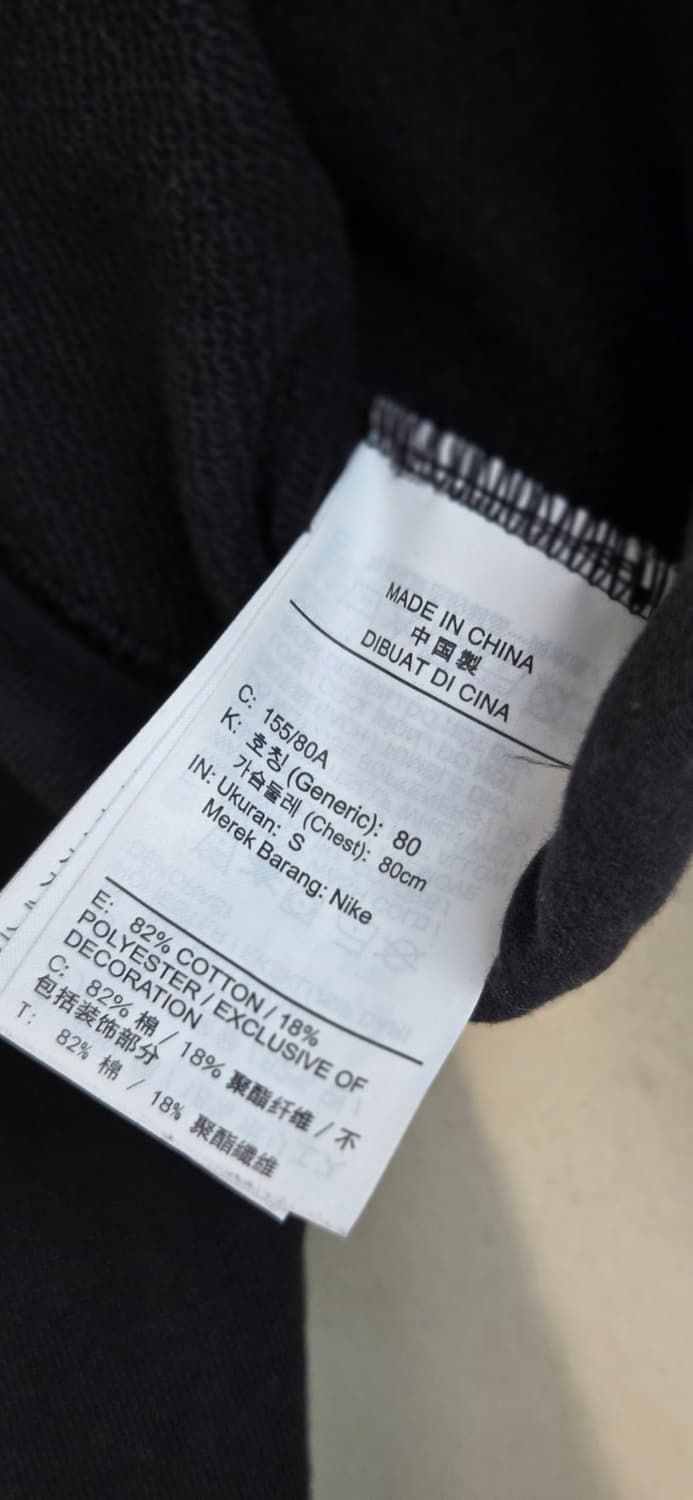 MADE IN CHINA
中国製
DIBUAT DI CINA
C: 155/80A
K: 호칭 (Generic): 80
가슴둘레 (Chest): 80cm
IN: Ukuran: S
Merek Barang: Nike
E: 82% COTTON / 18%
POLYESTER / EXCLUSIVE OF
DECORATION
C: 82% 棉 / 18% 聚酯纤维 / 不
包括装饰部分
T: 82% 棉 / 18% 聚酯纖維